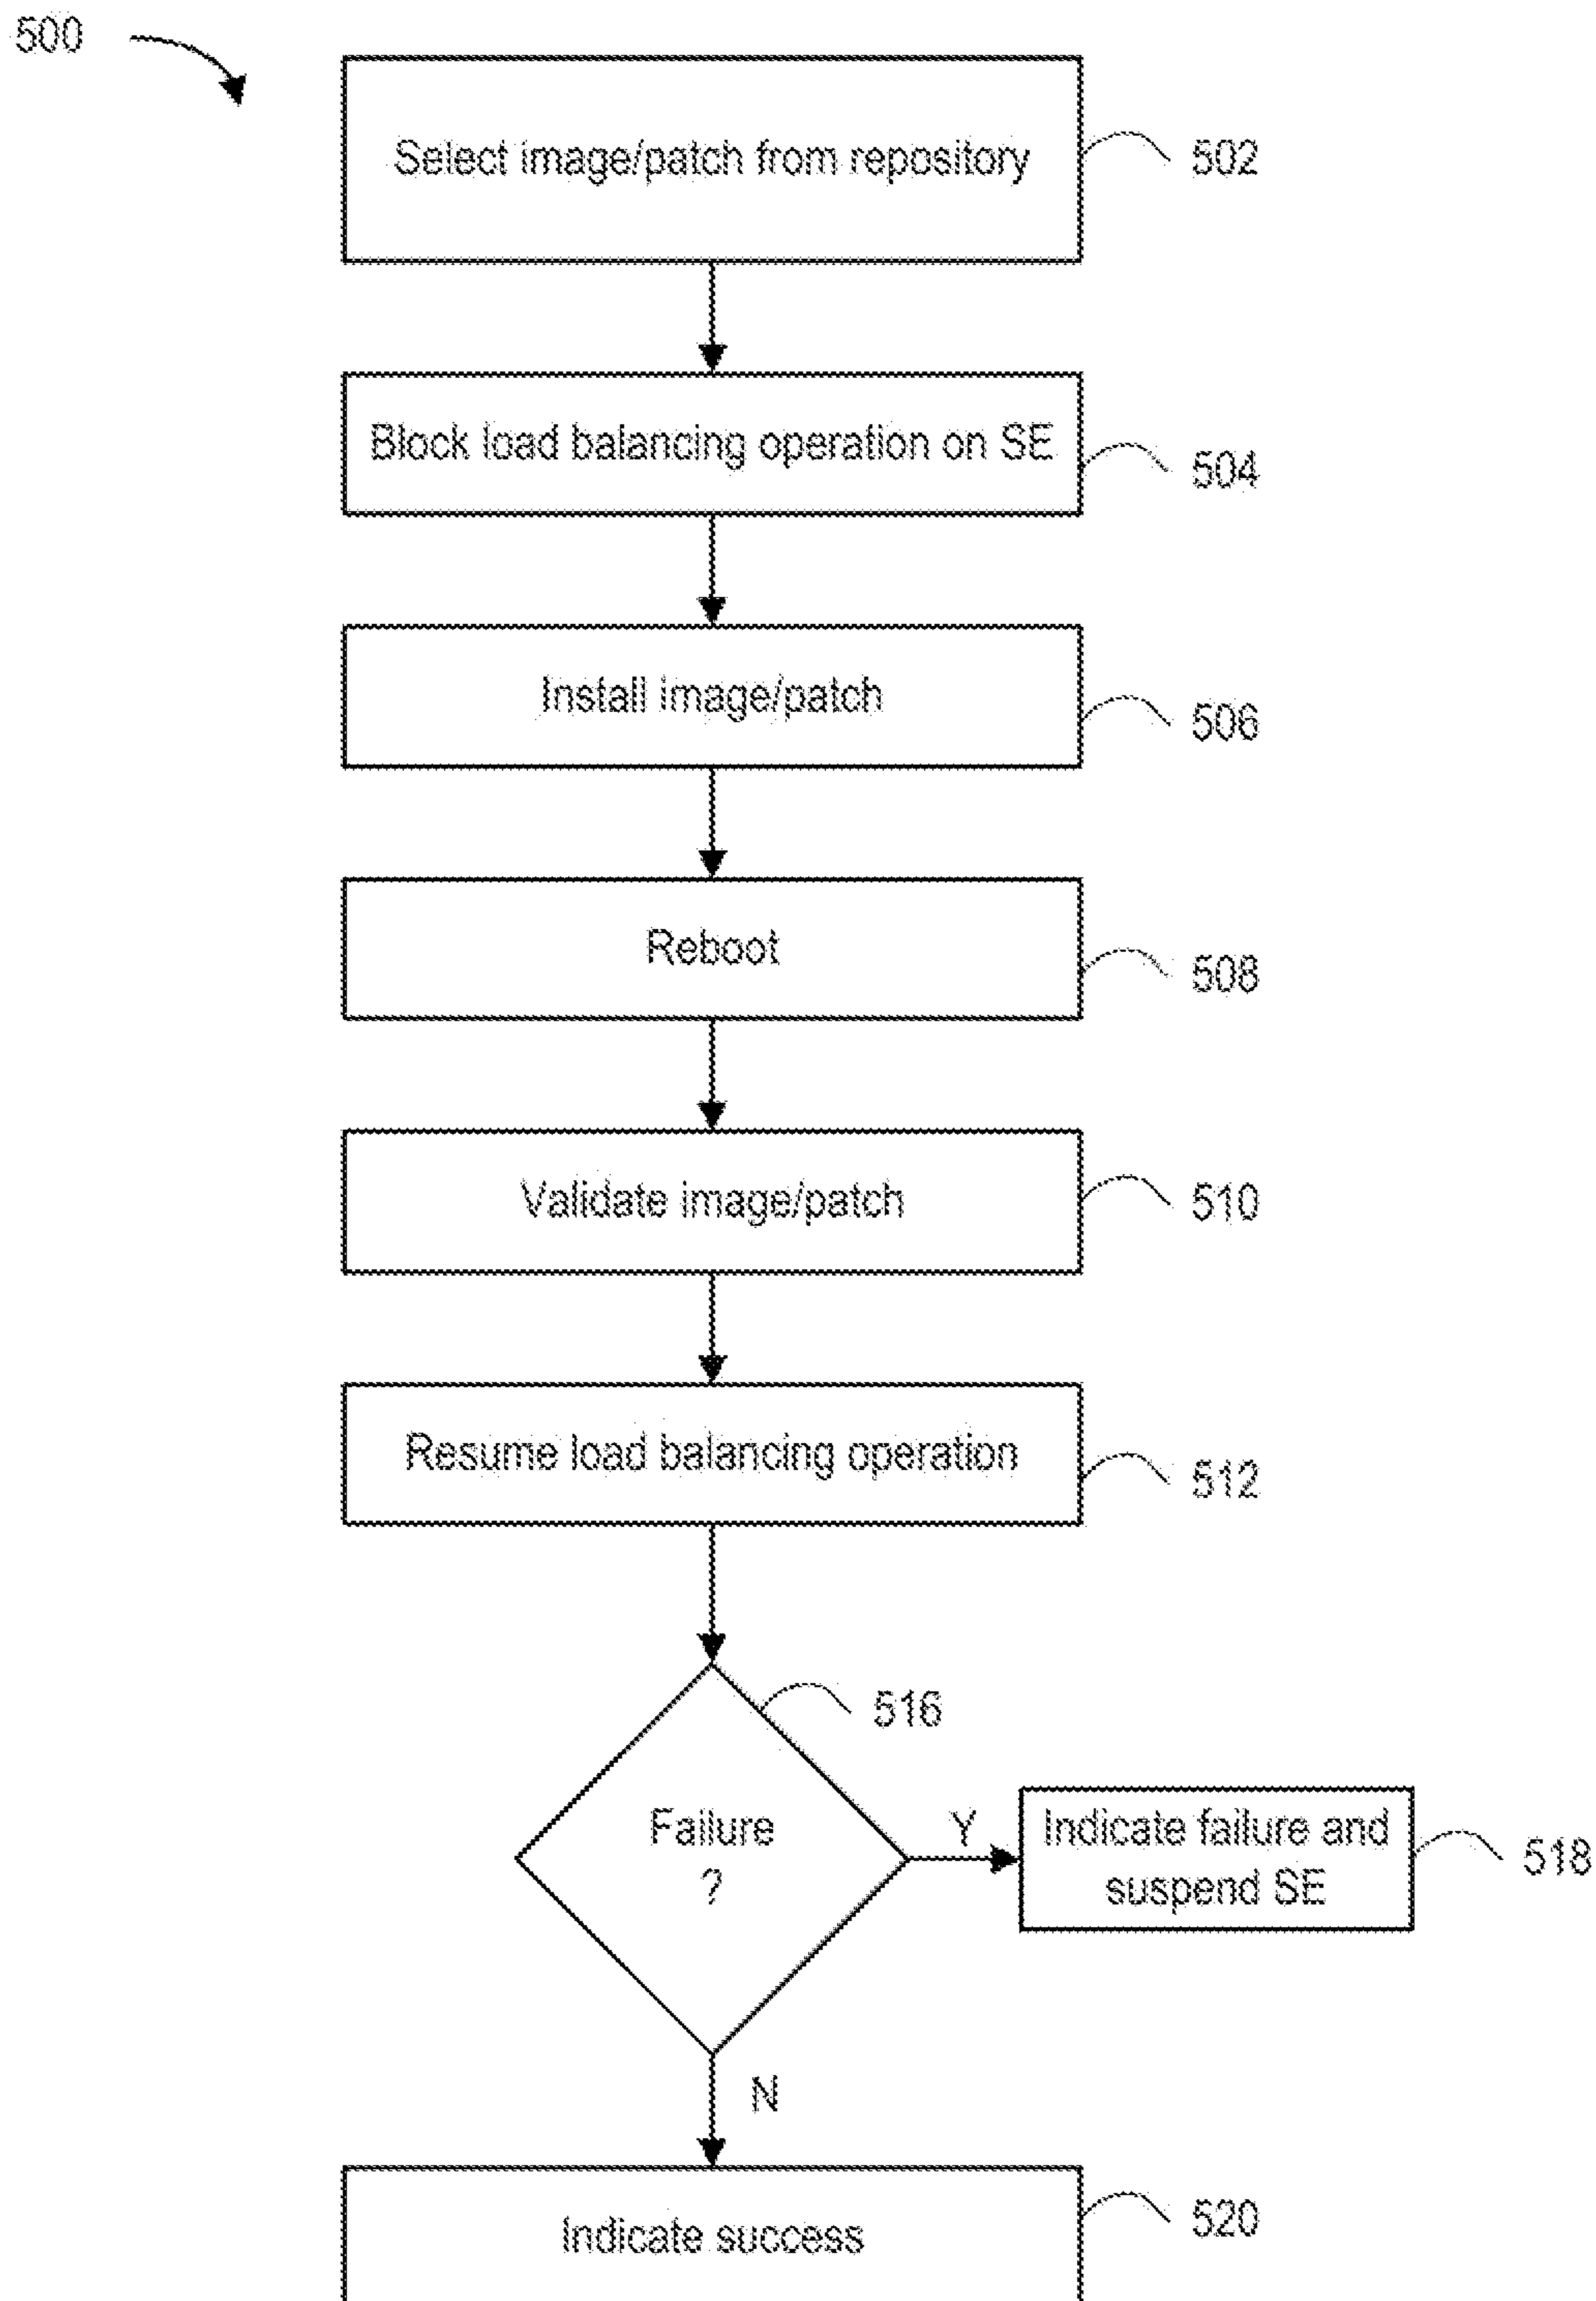 500
Select image/patch from repository
502
Block load balancing operation on SE
504
Install image/patch
506
Reboot
508
Validate image/patch
510
Resume load balancing operation
512
516
Failure
?
Y
Indicate failure and
suspend SE
518
N
Indicate success
520